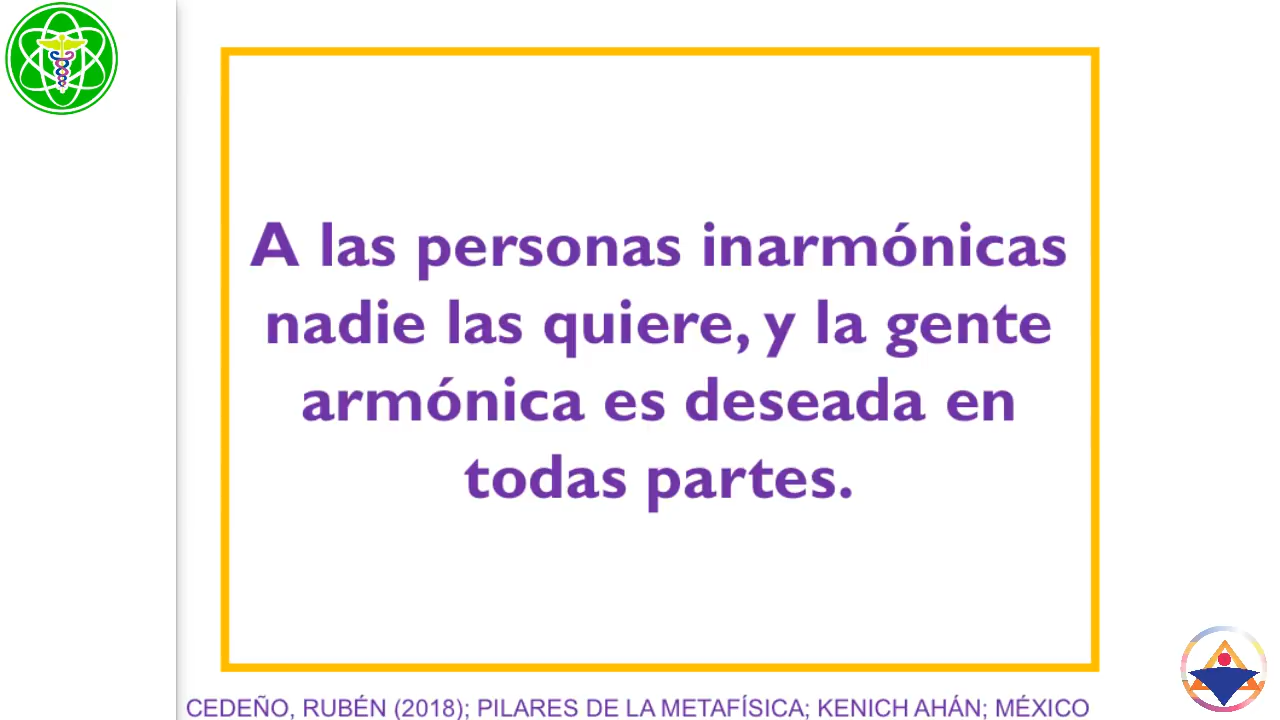 A las personas inarmónicas
nadie las quiere, y la gente
armónica es deseada en
todas partes.
CEDEÑO, RUBÉN (2018); PILARES DE LA METAFÍSICA; KENICH AHÁN; MÉXICO